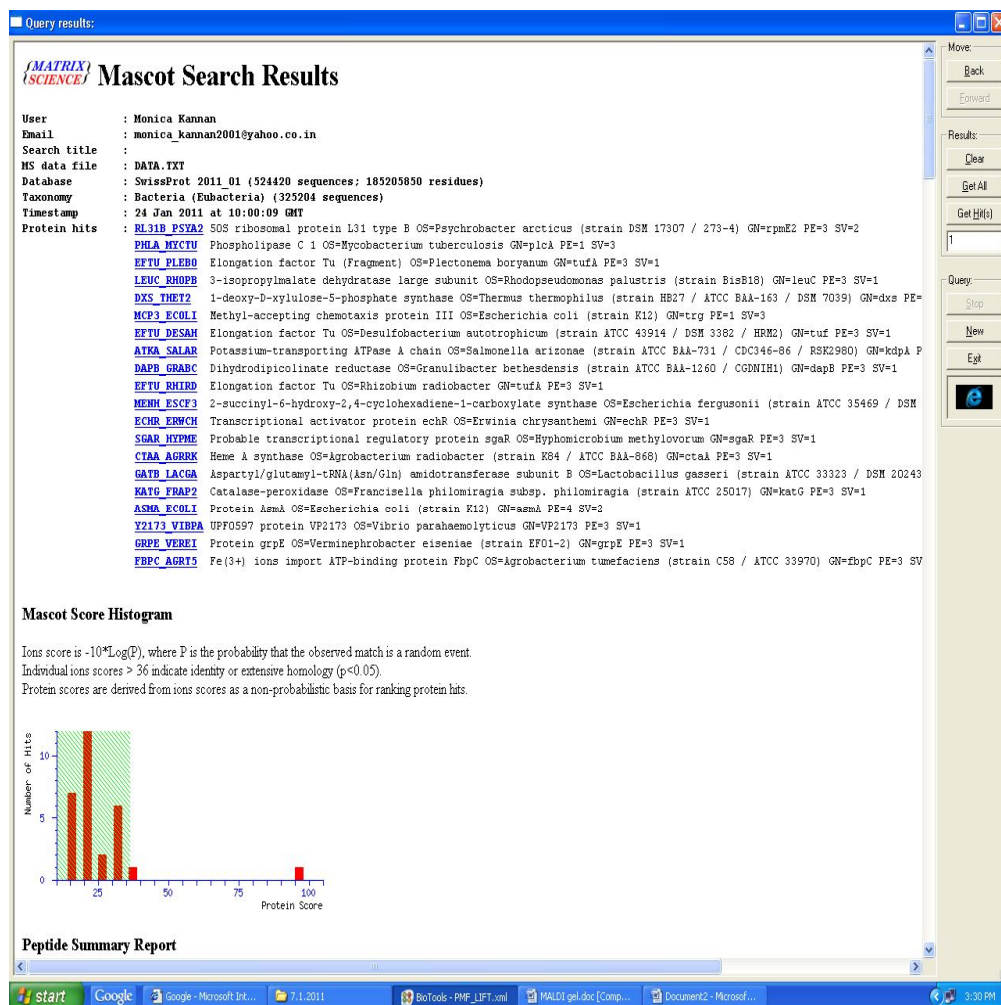 Query results:
{MATRIX}
{SCIENCE} Mascot Search Results
User : Monica Kannan
Email : monica_kannan2001@yahoo.co.in
Search title :
MS data file : DATA.TXT
Database : SwissProt 2011_01 (524420 sequences; 185205850 residues)
Taxonomy : Bacteria (Eubacteria) (325204 sequences)
Timestamp : 24 Jan 2011 at 10:00:09 GMT
Protein hits : RL31B_PSYA2 50S ribosomal protein L31 type B OS=Psychrobacter arcticus (strain DSM 17307 / 273-4) GN=rpmE2 PE=3 SV=2
PHLA_MYCTU Phospholipase C 1 OS=Mycobacterium tuberculosis GN=plcA PE=1 SV=3
EFTU_PLEBO Elongation factor Tu (Fragment) OS=Plectonema boryanum GN=tufA PE=3 SV=1
LEUC_RHOPB 3-isopropylmalate dehydratase large subunit OS=Rhodopseudomonas palustris (strain BisB18) GN=leuC PE=3 SV=1
DXS_THET2 1-deoxy-D-xylulose-5-phosphate synthase OS=Thermus thermophilus (strain HB27 / ATCC BAA-163 / DSM 7039) GN=dxs PE=
MCP3_ECOLI Methyl-accepting chemotaxis protein III OS=Escherichia coli (strain K12) GN=trg PE=1 SV=3
EFTU_DESAH Elongation factor Tu OS=Desulfobacterium autotrophicum (strain ATCC 43914 / DSM 3382 / HRM2) GN=tuf PE=3 SV=1
ATKA_SALAR Potassium-transporting ATPase A chain OS=Salmonella arizonae (strain ATCC BAA-731 / CDC346-86 / RSK2980) GN=kdpA P
DAPB_GRABC Dihydrodipicolinate reductase OS=Granulibacter bethesdensis (strain ATCC BAA-1260 / CGDNIH1) GN=dapB PE=3
EFTU_RHIRD Elongation factor Tu OS=Rhizobium radiobacter GN=tufA PE=3 SV=1
MENH_ESCF3 2-succinyl-6-hydroxy-2,4-cyclohexadiene-1-carboxylate synthase OS=Escherichia fergusonii (strain ATCC 35469 / DSM
ECHR_ERWCH Transcriptional activator protein echR OS=Erwinia chrysanthemi GN=echR PE=3 SV=1
SGAR_HYPME Probable transcriptional regulatory protein sgaR OS=Hyphomicrobium methylovorum GN=sgaR PE=3 SV=1
CTAA_AGRRK Heme A synthase OS=Agrobacterium radiobacter (strain K84 / ATCC BAA-868) GN=ctaA PE=3 SV=1
GATB_LACGA Aspartyl/glutamyl-tRNA(Asn/Gln) amidotransferase subunit B OS=Lactobacillus gasseri (strain ATCC 33323 / DSM 20243
KATG_FRAP2 Catalase-peroxidase OS=Francisella philomiragia subsp. philomiragia (strain ATCC 25017) GN=katG PE=3 SV=1
ASMA_ECOLI Protein AsmA OS=Escherichia coli (strain K12) GN=asmA PE=4 SV=2
Y2173_VIBPA UPF0597 protein VP2173 OS=Vibrio parahaemolyticus GN=VP2173 PE=3 SV=1
GRPE_VEREI Protein grpE OS=Verminephrobacter eiseniae (strain EF01-2) GN=grpE PE=3 SV=1
FBPC_AGRT5 Fe(3+) ions import ATP-binding protein FbpC OS=Agrobacterium tumefaciens (strain C58 / ATCC 33970) GN=fbpC PE=3 SV
Mascot Score Histogram
Ions score is -10*Log(P), where P is the probability that the observed match is a random event.
Individual ions scores > 36 indicate identity or extensive homology (p<0.05).
Protein scores are derived from ions scores as a non-probabilistic basis for ranking protein hits.
Number of Hits
10
5
0
25 50 75 100
Protein Score
Peptide Summary Report
Move:
Back
Forward
Results:
Clear
Get All
Get Hit(s)
1
Query:
Stop
New
Exit
start
Google
Google - Microsoft Int...
7.1.2011
BioTools - PMF_LIFT.xml
MALDI gel.doc [Comp...
Document2 - Microsof...
3:30 PM